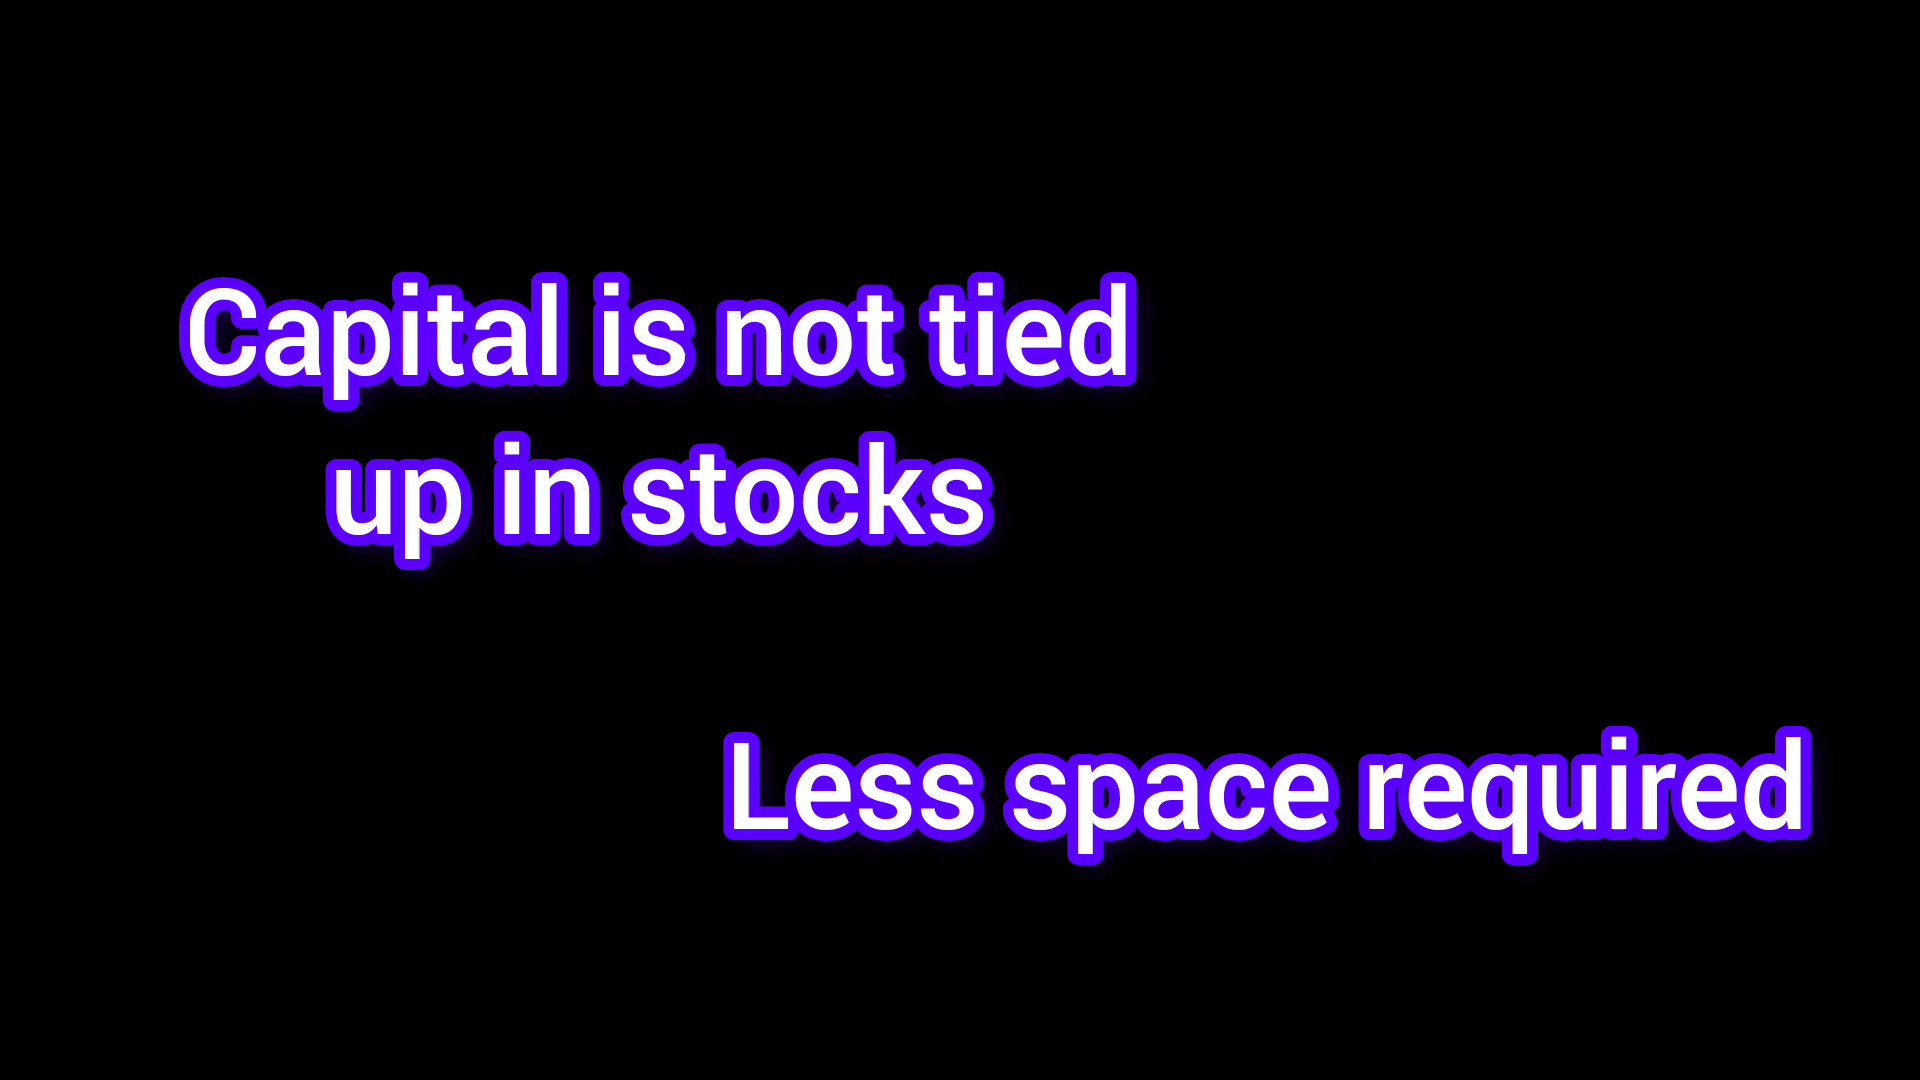 Capital is not tied
up in stocks
Less space required